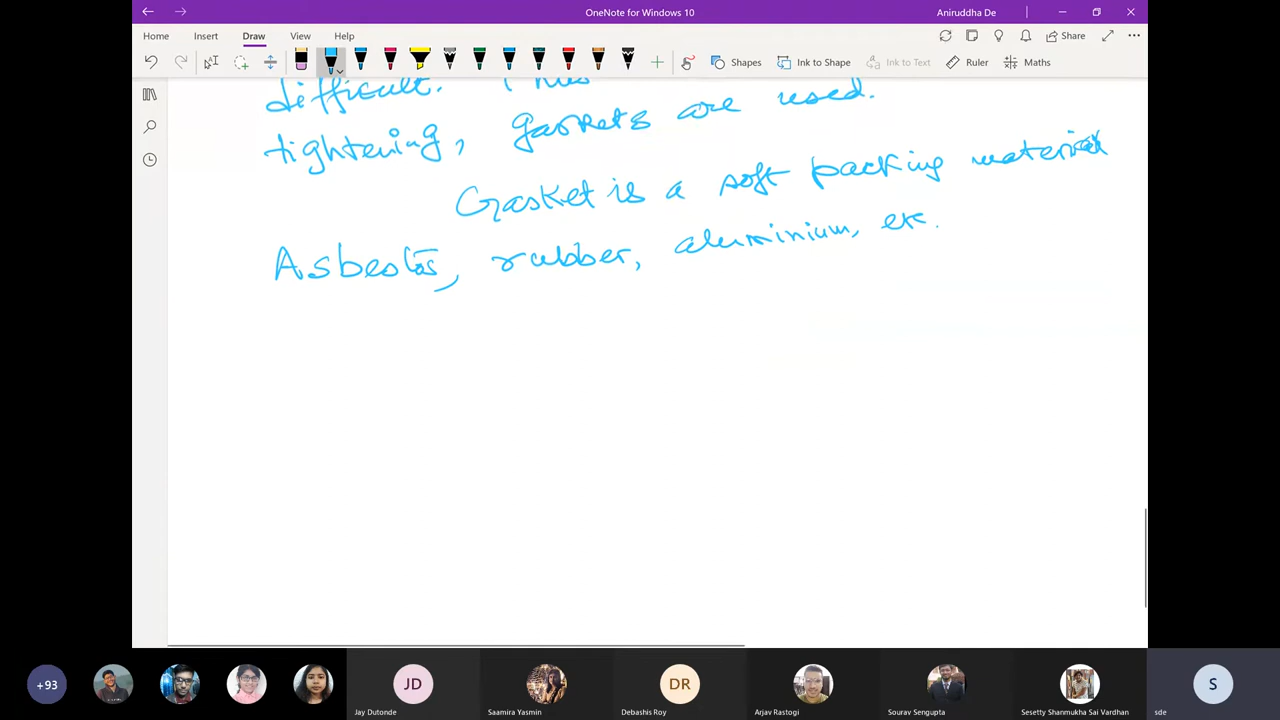 OneNote for Windows 10
Aniruddha De
Home Insert Draw View Help
Share
Shapes Ink to Shape Ink to Text Ruler Maths
difficult. Thus
tightening, gaskets are used.
Gasket is a soft packing material
Asbestos, rubber, aluminium, etc.
+93 JD DR S
Jay Dutonde Saamira Yasmin Debashis Roy Arjav Rastogi Sourav Sengupta Sesetty Shanmukha Sai Vardhan sde